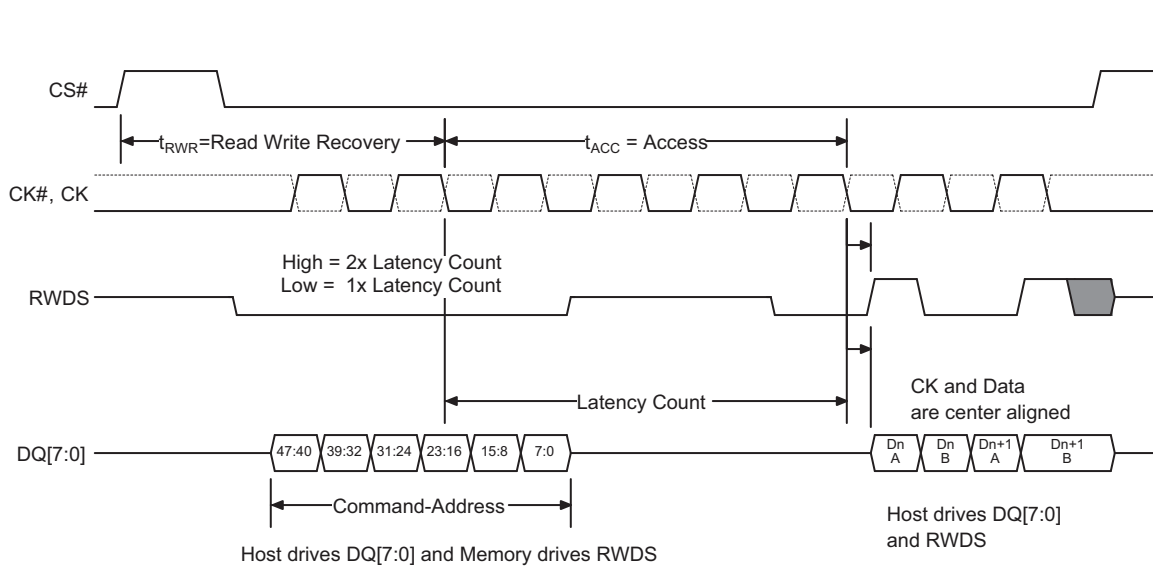 CS#
tRWR=Read Write Recovery
tACC = Access
CK#, CK
High = 2x Latency Count
Low = 1x Latency Count
RWDS
Latency Count
CK and Data
are center aligned
DQ[7:0]
47:40 39:32 31:24 23:16 15:8 7:0
Dn
A
Dn
B
Dn+1
A
Dn+1
B
Command-Address
Host drives DQ[7:0]
and RWDS
Host drives DQ[7:0] and Memory drives RWDS